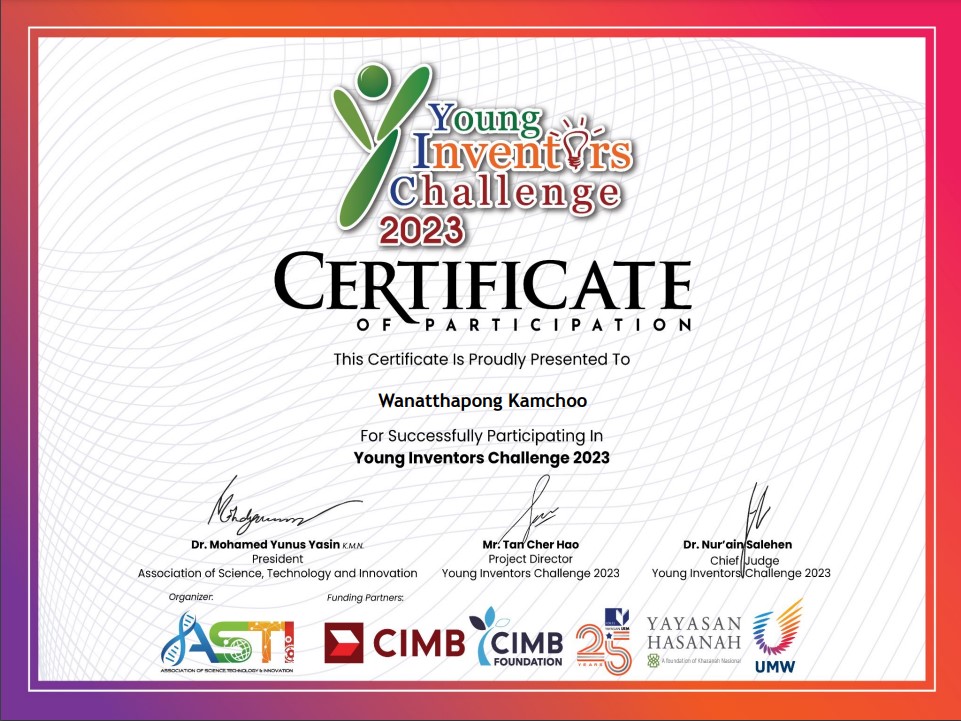 Young
Inventors
Challenge
2023
CERTIFICATE
OF PARTICIPATION
This Certificate Is Proudly Presented To
Wanatthapong Kamchoo
For Successfully Participating In
Young Inventors Challenge 2023
Dr. Mohamed Yunus Yasin K.M.N.
President
Association of Science, Technology and Innovation
Mr. Tan Cher Hao
Project Director
Young Inventors Challenge 2023
Dr. Nur'ain Salehen
Chief Judge
Young Inventors Challenge 2023
Organizer:
Funding Partners:
ASTI
ASSOCIATION OF SCIENCE, TECHNOLOGY & INNOVATION
CIMB
CIMB
FOUNDATION
25
YEARS
YAYASAN
HASANAH
A foundation of Khazanah Nasional
UMW